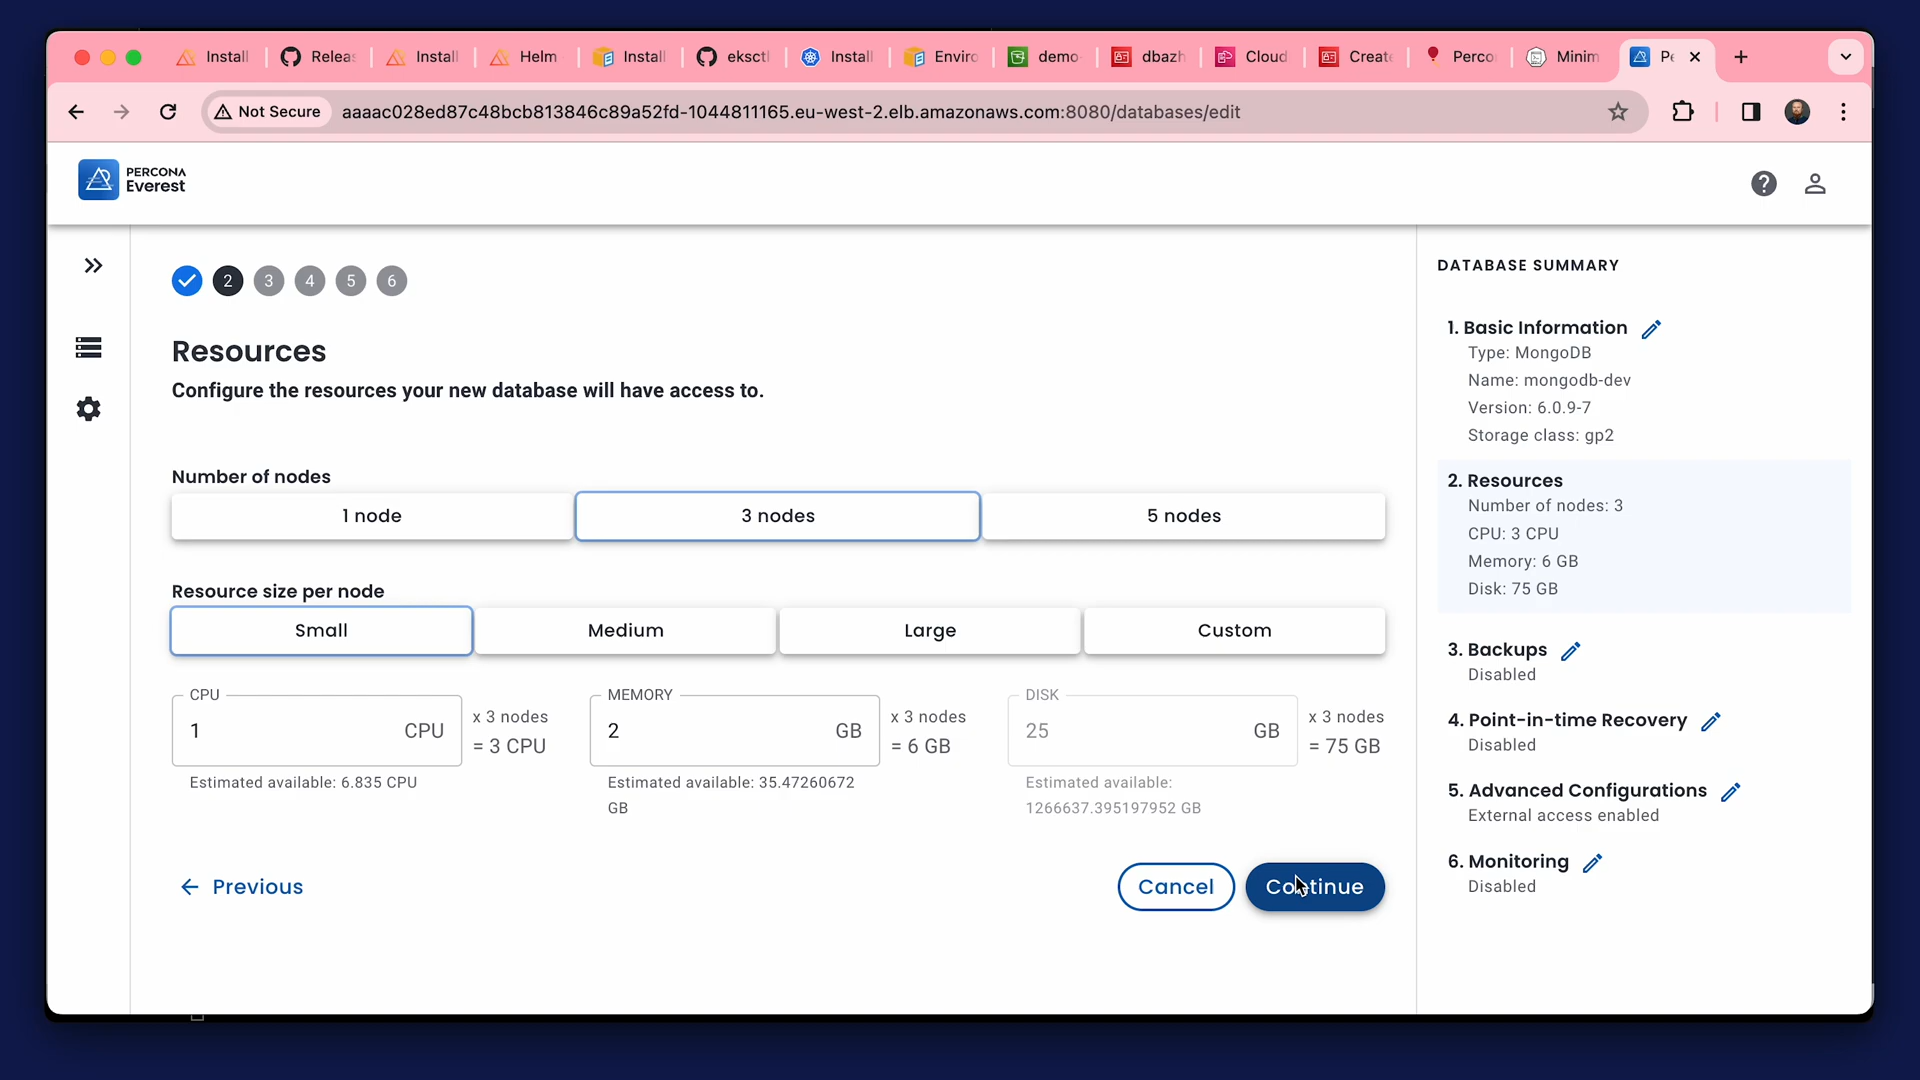 Install
Releas
Install
Helm
Install
eksctl
Install
Enviro
demo-
dbazh
Cloud
Create
Percon
Minim
Pe
Not Secure
aaaac028ed87c48bcb813846c89a52fd-1044811165.eu-west-2.elb.amazonaws.com:8080/databases/edit
PERCONA
Everest
2 3 4 5 6
Resources
Configure the resources your new database will have access to.
Number of nodes
1 node
3 nodes
5 nodes
Resource size per node
Small
Medium
Large
Custom
CPU
1 CPU
x 3 nodes
= 3 CPU
Estimated available: 6.835 CPU
MEMORY
2 GB
x 3 nodes
= 6 GB
Estimated available: 35.47260672
GB
DISK
25 GB
x 3 nodes
= 75 GB
Estimated available:
1266637.395197952 GB
Previous
Cancel
Continue
DATABASE SUMMARY
1. Basic Information
Type: MongoDB
Name: mongodb-dev
Version: 6.0.9-7
Storage class: gp2
2. Resources
Number of nodes: 3
CPU: 3 CPU
Memory: 6 GB
Disk: 75 GB
3. Backups
Disabled
4. Point-in-time Recovery
Disabled
5. Advanced Configurations
External access enabled
6. Monitoring
Disabled